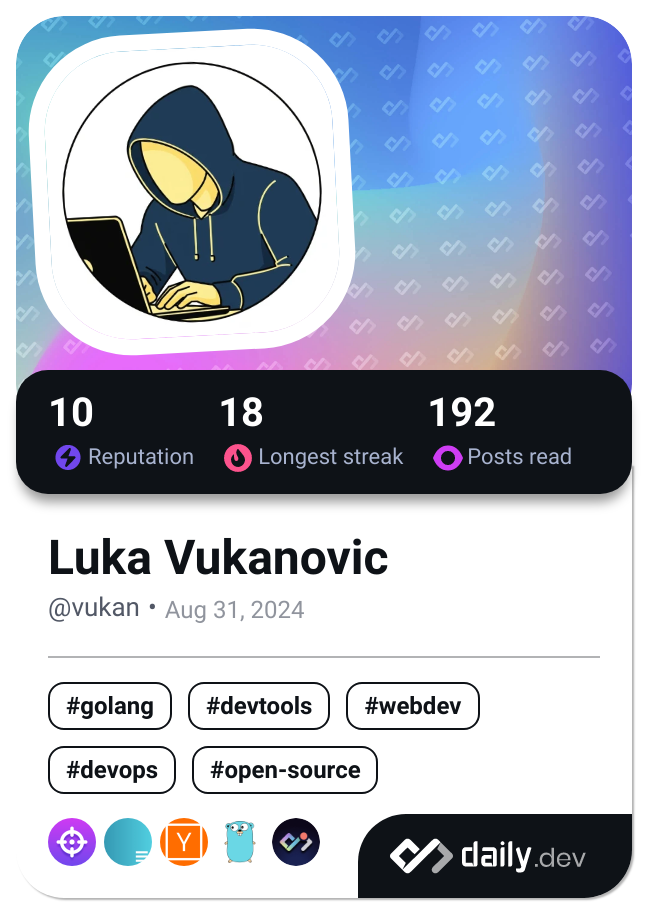 10 18 192
Reputation Longest streak Posts read
Luka Vukanovic
@vukan • Aug 31, 2024
#golang #devtools #webdev
#devops #open-source
Y
daily.dev